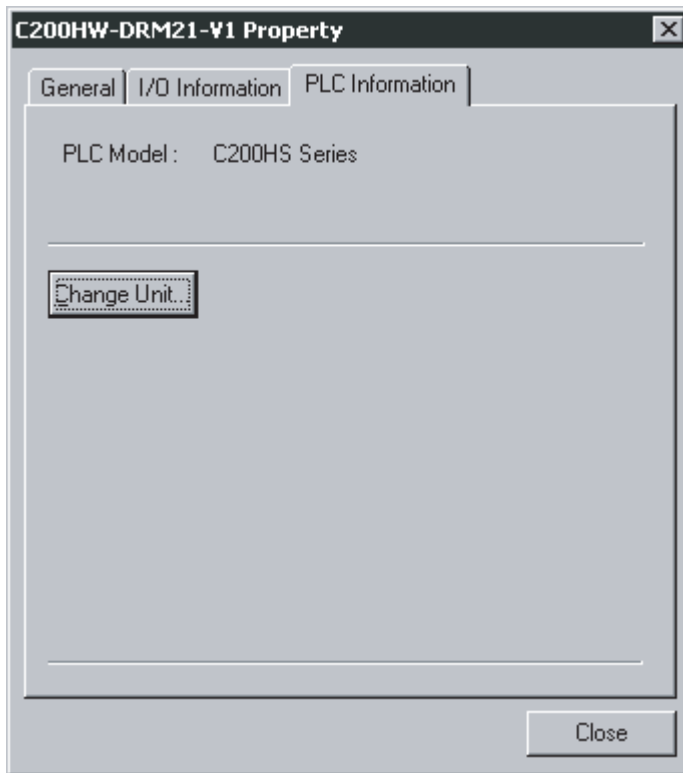 C200HW-DRM21-V1 Property
General I/O Information PLC Information
PLC Model : C200HS Series
Change Unit...
Close